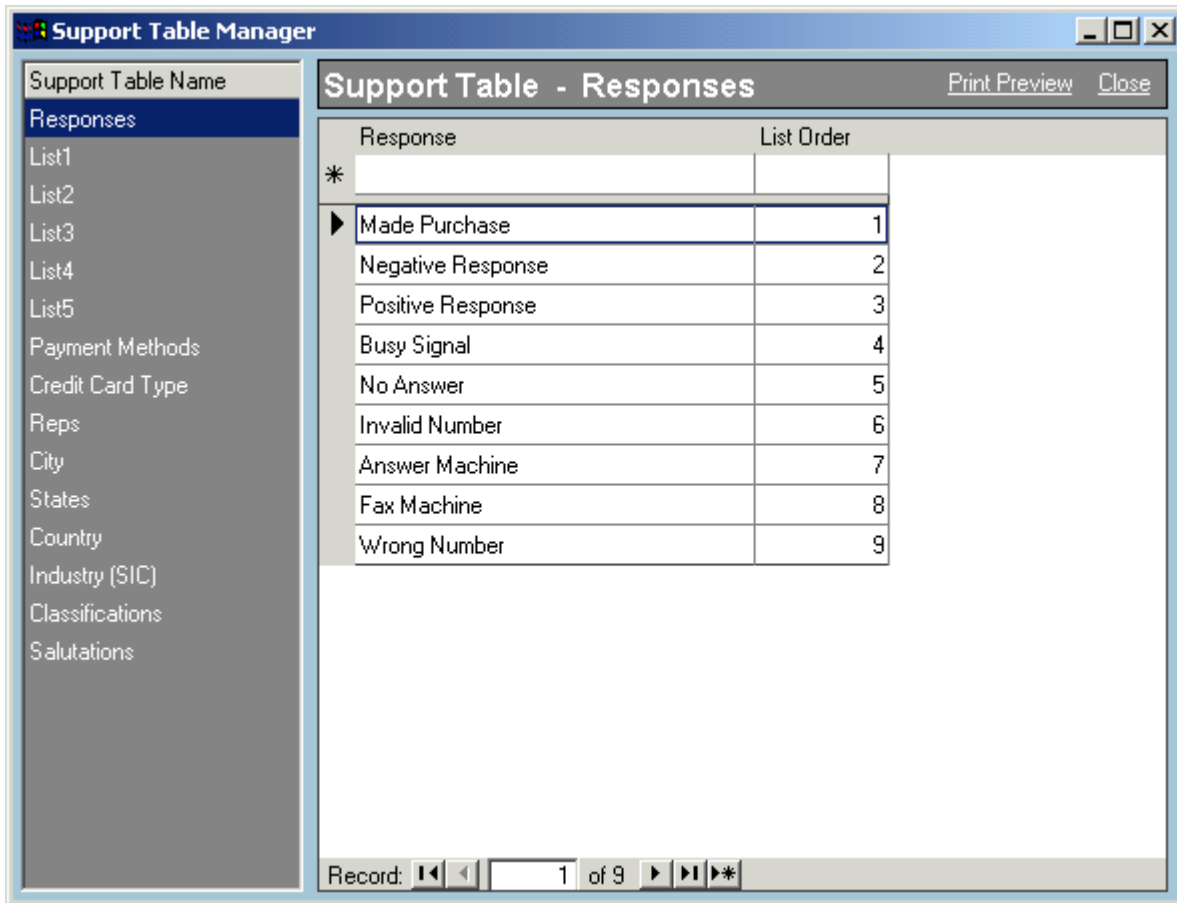 Support Table Manager
Support Table Name
Responses
List1
List2
List3
List4
List5
Payment Methods
Credit Card Type
Reps
City
States
Country
Industry (SIC)
Classifications
Salutations
Support Table - Responses Print Preview Close
Response List Order
Made Purchase 1
Negative Response 2
Positive Response 3
Busy Signal 4
No Answer 5
Invalid Number 6
Answer Machine 7
Fax Machine 8
Wrong Number 9
Record: 1 of 9